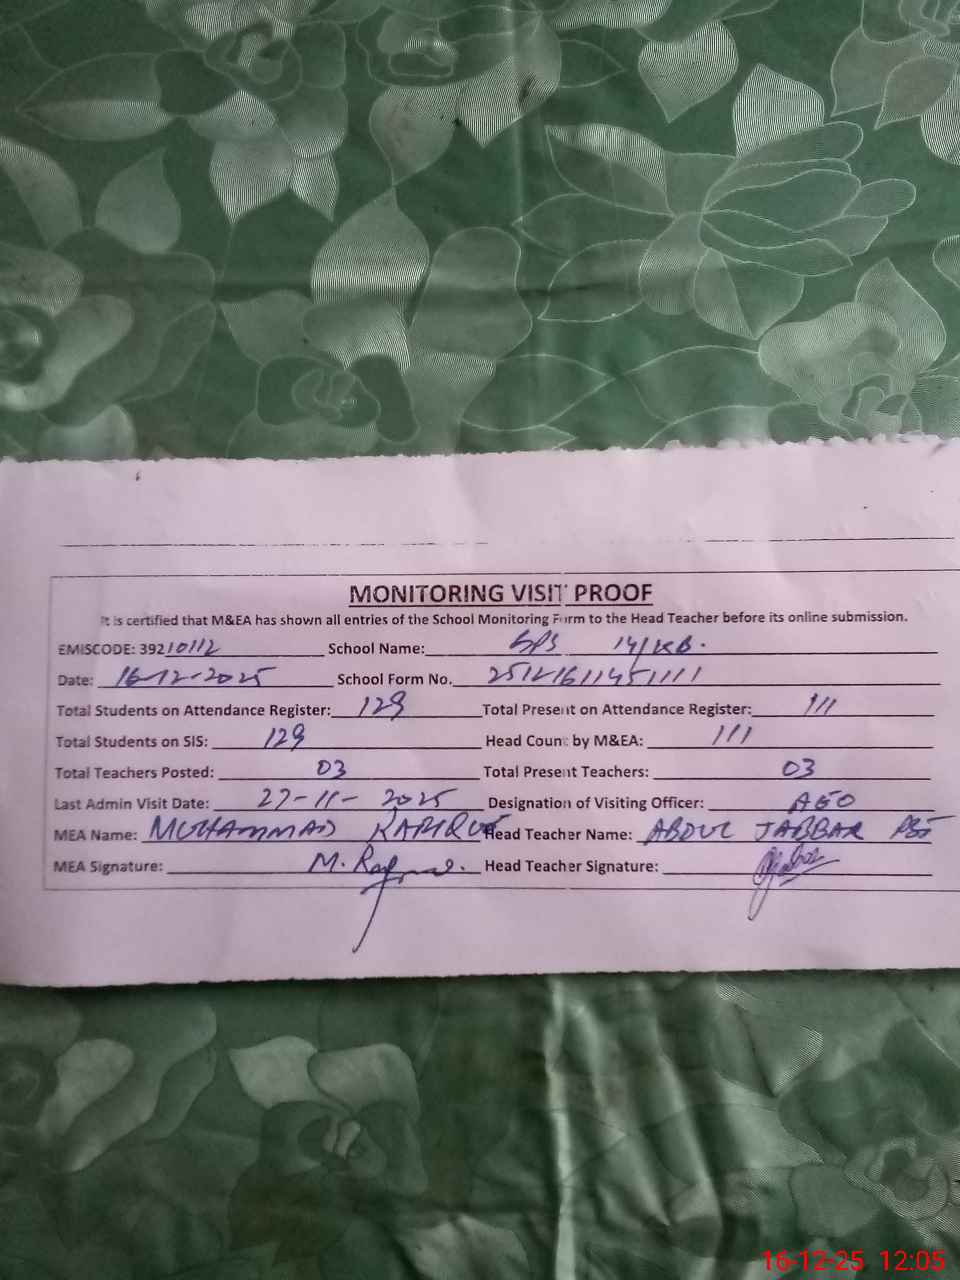 MONITORING VISIT PROOF
It is certified that M&EA has shown all entries of the School Monitoring Form to the Head Teacher before its online submission.
EMISCODE: 39210112 School Name: GPS 14/KB.
Date: 16-12-2025 School Form No. 251216114511111
Total Students on Attendance Register: 129 Total Present on Attendance Register: 111
Total Students on SIS: 129 Head Count by M&EA: 111
Total Teachers Posted: 03 Total Present Teachers: 03
Last Admin Visit Date: 27-11-2025 Designation of Visiting Officer: AEO
MEA Name: MUHAMMAD Head Teacher Name: ABDUL JABBAR PST
MEA Signature: M. Head Teacher Signature:
16-12-25 12:05